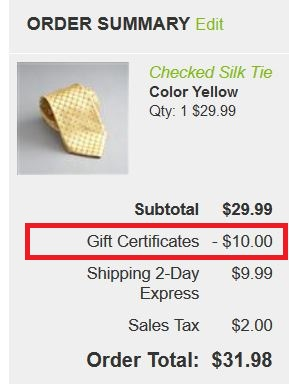 ORDER SUMMARY Edit
Checked Silk Tie
Color Yellow
Qty: 1 $29.99
Subtotal $29.99
Gift Certificates - $10.00
Shipping 2-Day $9.99
Express
Sales Tax $2.00
Order Total: $31.98